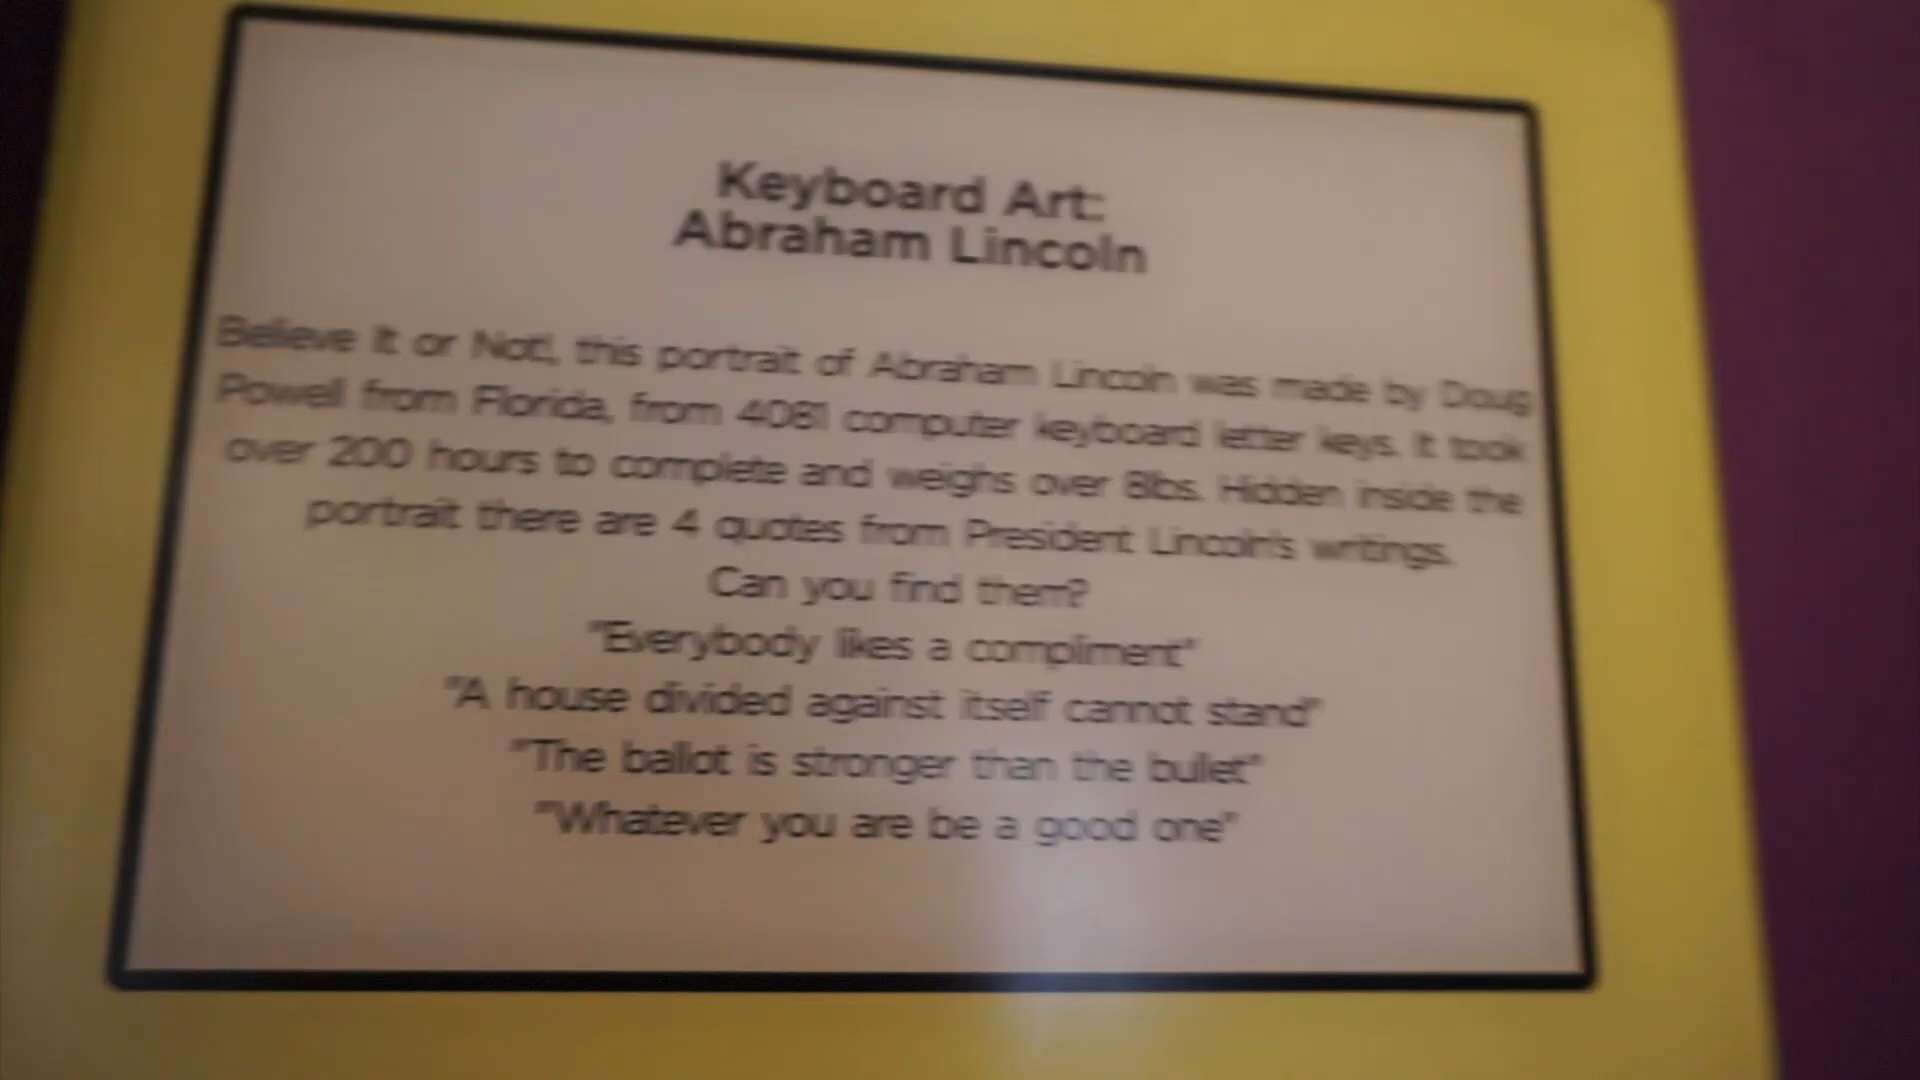 Keyboard Art:
Abraham Lincoln
Believe It or Not!, this portrait of Abraham Lincoln was made by Doug
Powell from Florida, from 4081 computer keyboard letter keys. It took
over 200 hours to complete and weighs over 8lbs. Hidden inside the
portrait there are 4 quotes from President Lincoln's writings.
Can you find them?
"Everybody likes a compliment"
"A house divided against itself cannot stand"
"The ballot is stronger than the bullet"
"Whatever you are be a good one"